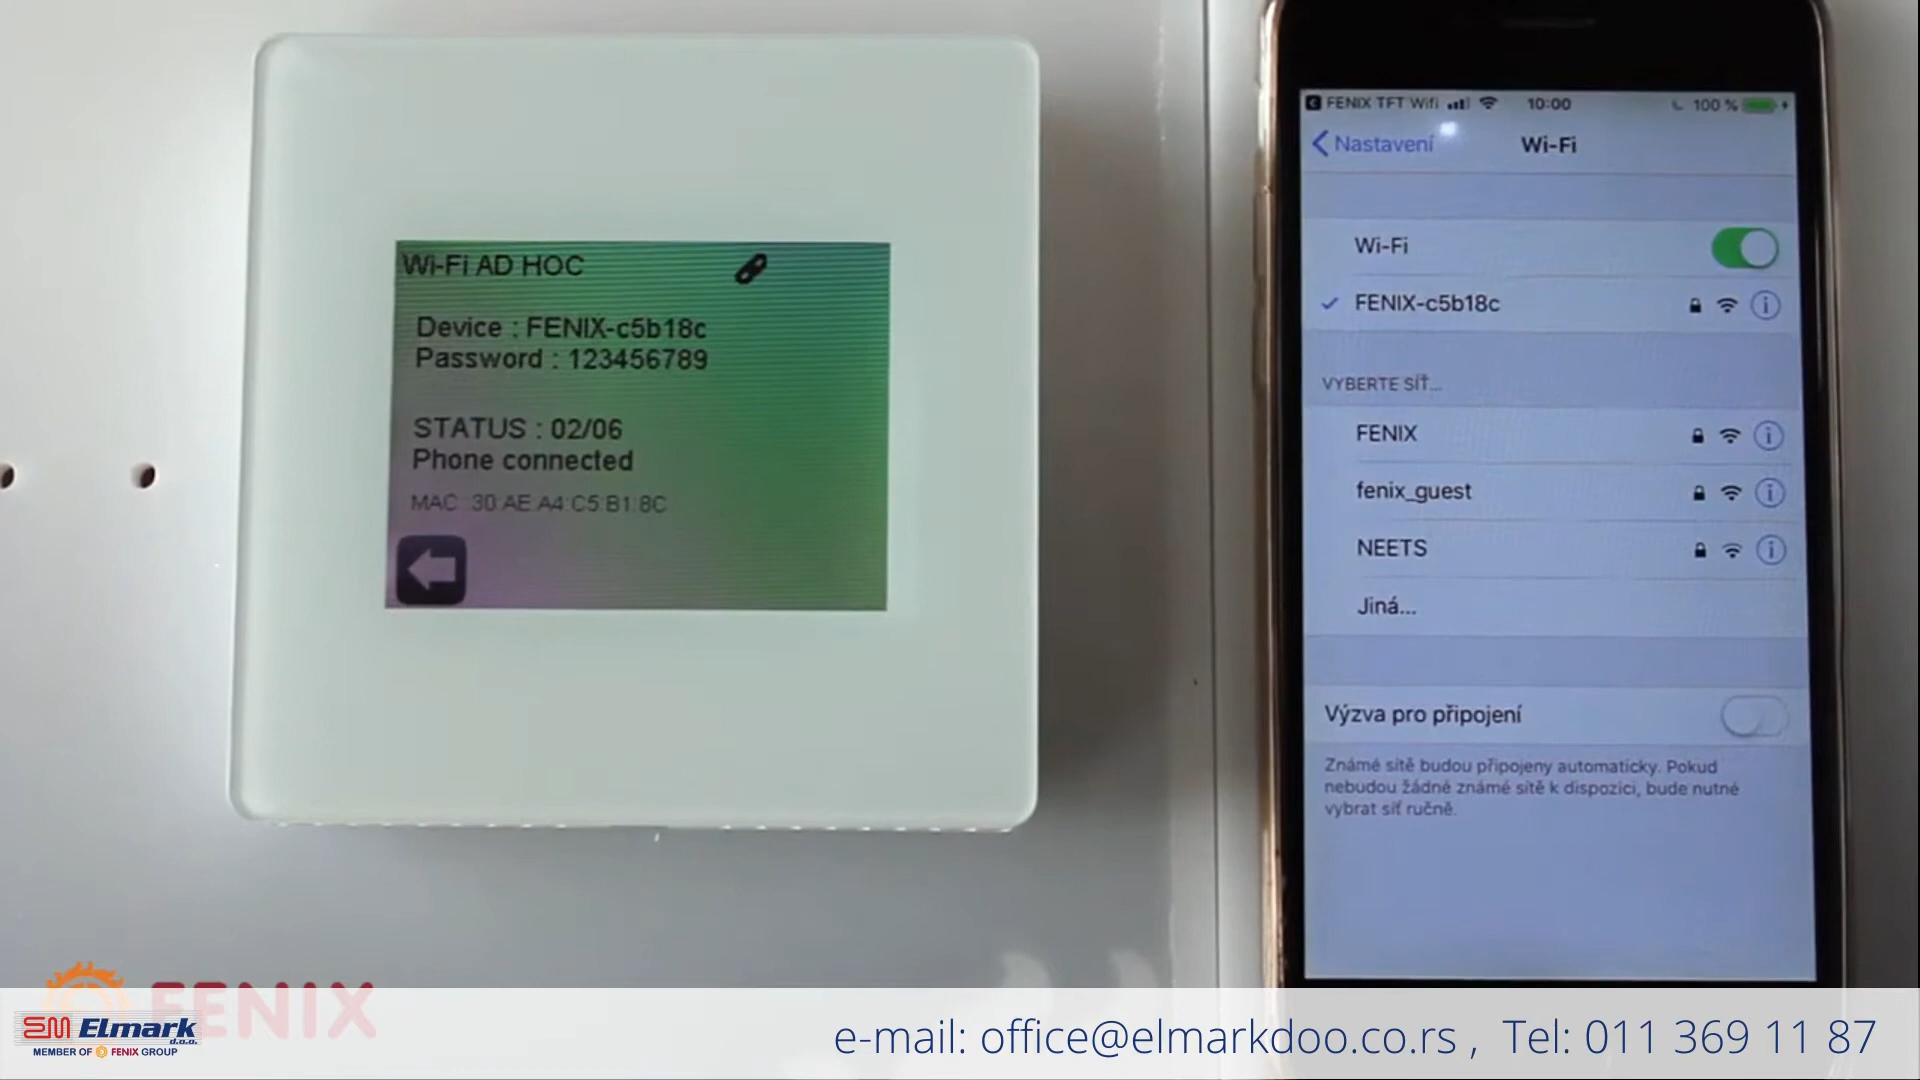 Wi-Fi AD HOC
Device : FENIX-c5b18c
Password : 123456789
STATUS : 02/06
Phone connected
MAC :30:AE:A4:C5:B1:8C
FENIX TFT Wifi 10:00 100 %
Nastavení Wi-Fi
Wi-Fi
FENIX-c5b18c
VYBERTE SÍŤ...
FENIX
fenix_guest
NEETS
Jiná...
Výzva pro připojení
Známé sítě budou připojeny automaticky. Pokud
nebudou žádné známé sítě k dispozici, bude nutné
vybrat síť ručně.
FENIX
Elmark
d.o.o.
MEMBER OF FENIX GROUP
e-mail: office@elmarkdoo.co.rs , Tel: 011 369 11 87